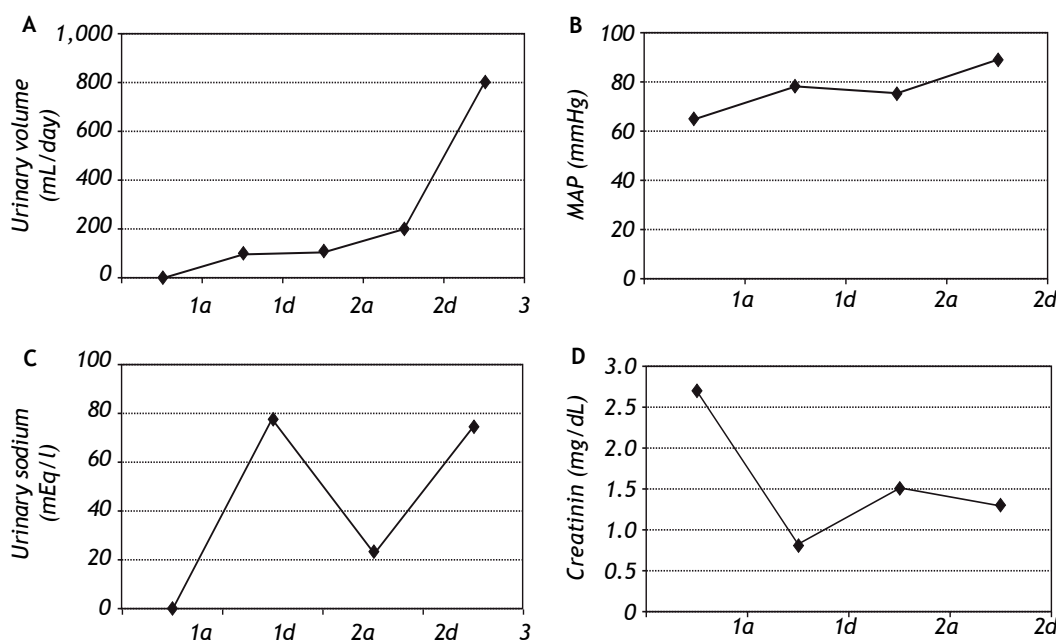 A
Urinary volume
(mL/day)
1,000
800
600
400
200
0
1a 1d 2a 2d 3
B
MAP (mmHg)
100
80
60
40
20
0
1a 1d 2a 2d
C
Urinary sodium
(mEq/l)
100
80
60
40
20
0
1a 1d 2a 2d 3
D
Creatinin (mg/dL)
3.0
2.5
2.0
1.5
1.0
0.5
0
1a 1d 2a 2d